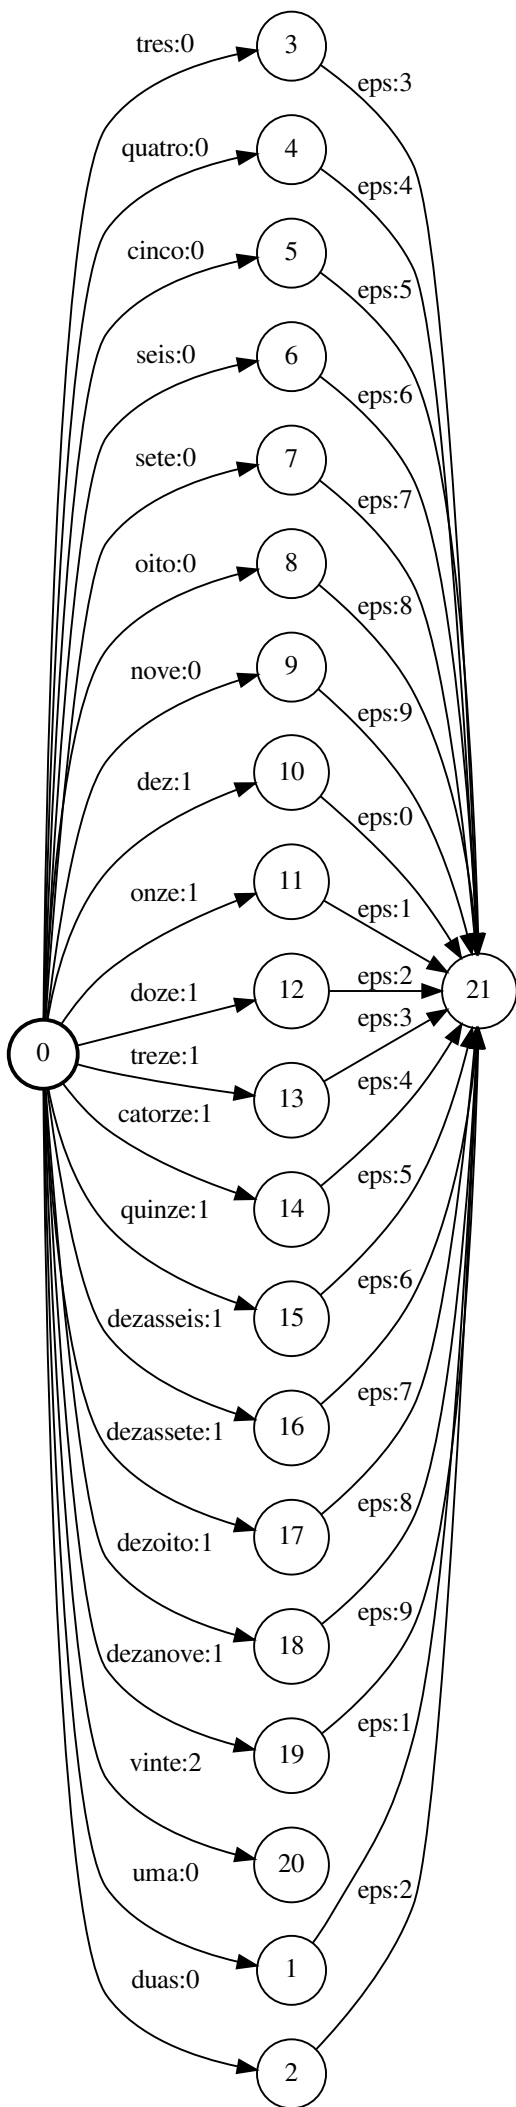 tres:0
3
eps:3
quatro:0
4
eps:4
cinco:0
5
eps:5
seis:0
6
eps:6
sete:0
7
eps:7
oito:0
8
eps:8
nove:0
9
eps:9
dez:1
10
eps:0
onze:1
11
eps:1
doze:1
12
eps:2
21
0
treze:1
13
eps:3
catorze:1
14
eps:4
quinze:1
15
eps:5
dezasseis:1
16
eps:6
dezassete:1
17
eps:7
dezoito:1
18
eps:8
dezanove:1
19
eps:9
vinte:2
20
uma:0
1
eps:1
duas:0
2
eps:2